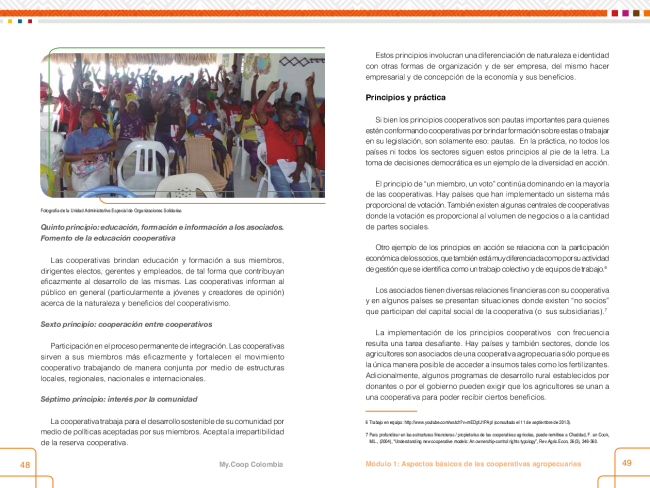 Fotografía de la Unidad Administrativa Especial de Organizaciones Solidarias
Quinto principio: educación, formación e información a los asociados.
Fomento de la educación cooperativa
Las cooperativas brindan educación y formación a sus miembros,
dirigentes electos, gerentes y empleados, de tal forma que contribuyan
eficazmente al desarrollo de las mismas. Las cooperativas informan al
público en general (particularmente a jóvenes y creadores de opinión)
acerca de la naturaleza y beneficios del cooperativismo.
Sexto principio: cooperación entre cooperativos
Participación en el proceso permanente de integración. Las cooperativas
sirven a sus miembros más eficazmente y fortalecen el movimiento
cooperativo trabajando de manera conjunta por medio de estructuras
locales, regionales, nacionales e internacionales.
Séptimo principio: interés por la comunidad
La cooperativa trabaja para el desarrollo sostenible de su comunidad por
medio de políticas aceptadas por sus miembros. Acepta la irrepartibilidad
de la reserva cooperativa.
48
My.Coop Colombia
Estos principios involucran una diferenciación de naturaleza e identidad
con otras formas de organización y de ser empresa, del mismo hacer
empresarial y de concepción de la economía y sus beneficios.
Principios y práctica
Si bien los principios cooperativos son pautas importantes para quienes
estén conformando cooperativas por brindar formación sobre estas o trabajar
en su legislación, son solamente eso: pautas. En la práctica, no todos los
países ni todos los sectores siguen estos principios al pie de la letra. La
toma de decisiones democrática es un ejemplo de la diversidad en acción.
El principio de “un miembro, un voto” continúa dominando en la mayoría
de las cooperativas. Hay países que han implementado un sistema más
proporcional de votación. También existen algunas centrales de cooperativas
donde la votación es proporcional al volumen de negocios o a la cantidad
de partes sociales.
Otro ejemplo de los principios en acción se relaciona con la participación
económica de los socios, que también está muy diferenciada como por su actividad
de gestión que se identifica como un trabajo colectivo y de equipos de trabajo.6
Los asociados tienen diversas relaciones financieras con su cooperativa
y en algunos países se presentan situaciones donde existen “no socios”
que participan del capital social de la cooperativa (o sus subsidiarias).7
La implementación de los principios cooperativos con frecuencia
resulta una tarea desafiante. Hay países y también sectores, donde los
agricultores son asociados de una cooperativa agropecuaria sólo porque es
la única manera posible de acceder a insumos tales como los fertilizantes.
Adicionalmente, algunos programas de desarrollo rural establecidos por
donantes o por el gobierno pueden exigir que los agricultores se unan a
una cooperativa para poder recibir ciertos beneficios.
6 Trabajo en equipo: (consultado el 11 de septiembre de 2013).
7 Para profundizar en las estructuras financieras / propietarias de las cooperativas agrícolas, puede remitirse a Chaddad, F. an Cook,
M.L., (2004), “Understanding new cooperative models: An ownership-control rights typology”, Rev Agric.Econ, 26(3), 348-360.
Módulo 1: Aspectos básicos de las cooperativas agropecuarias
49